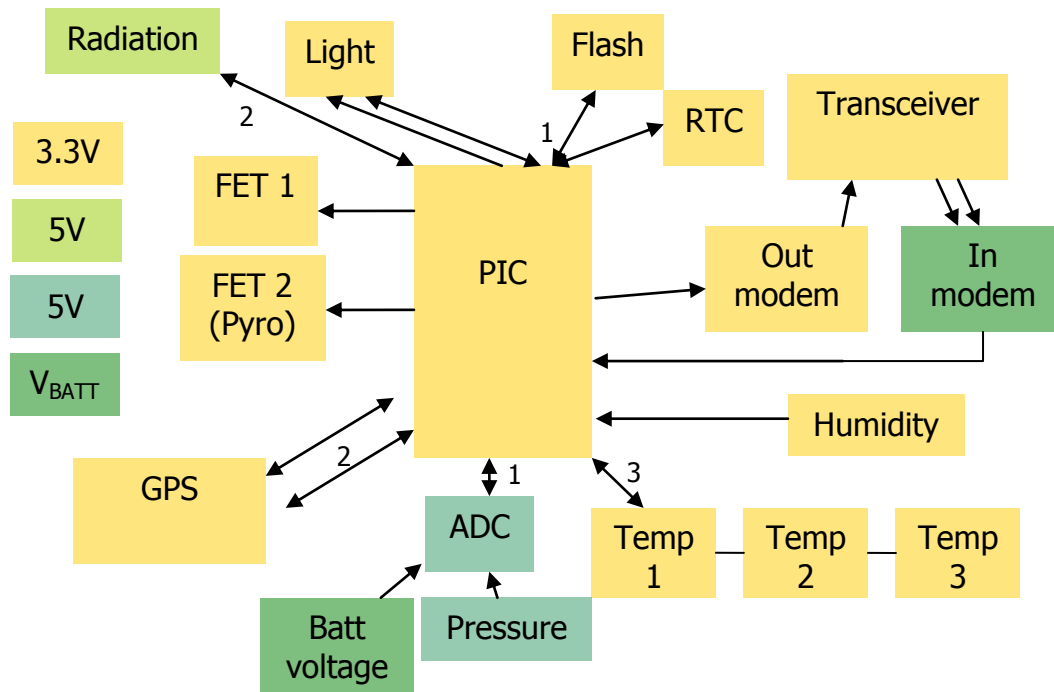 Radiation
Light
Flash
RTC
Transceiver
2
1
3.3V
5V
5V
VBATT
FET 1
FET 2
(Pyro)
PIC
Out
modem
In
modem
Humidity
GPS
2
1
3
ADC
Temp
1
Temp
2
Temp
3
Batt
voltage
Pressure